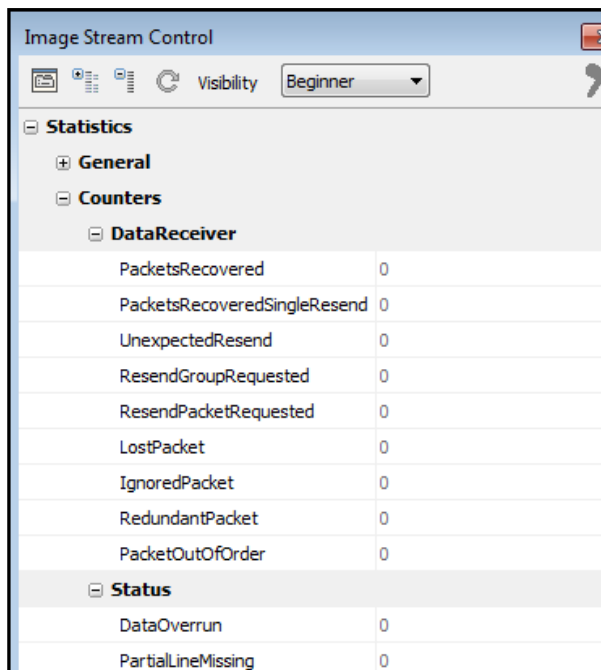 Image Stream Control
Visibility Beginner
Statistics
General
Counters
DataReceiver
PacketsRecovered 0
PacketsRecoveredSingleResend 0
UnexpectedResend 0
ResendGroupRequested 0
ResendPacketRequested 0
LostPacket 0
IgnoredPacket 0
RedundantPacket 0
PacketOutOfOrder 0
Status
DataOverrun 0
PartialLineMissing 0